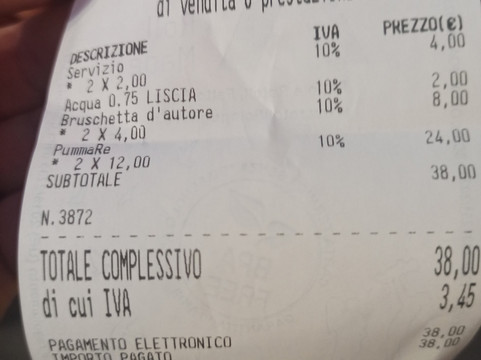 di vendita o prestazione
DESCRIZIONE IVA PREZZO(€)
Servizio 10% 4,00
* 2 X 2,00
Acqua 0.75 LISCIA 10% 2,00
Bruschetta d'autore 10% 8,00
* 2 X 4,00
PummaRe 10% 24,00
* 2 X 12,00
SUBTOTALE 38,00
N.3872
TOTALE COMPLESSIVO 38,00
di cui IVA 3,45
PAGAMENTO ELETTRONICO 38,00
IMPORTO PAGATO 38,00